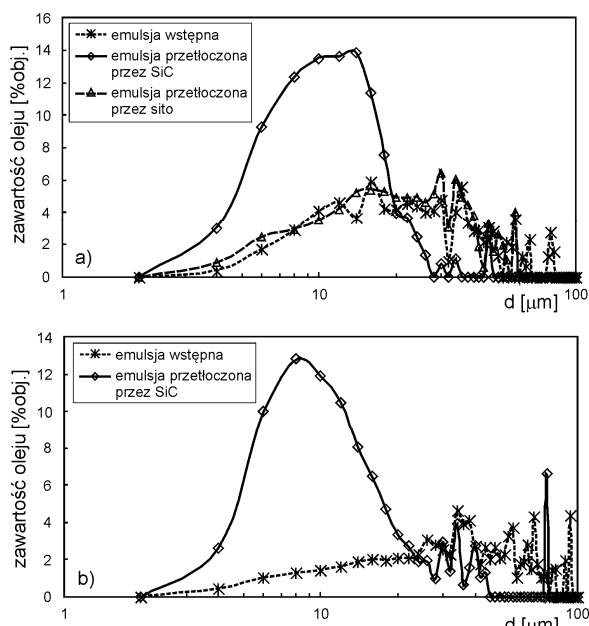 16
14
12
10
8
6
4
2
0
zawartość oleju [%obj.]
emulsja wstępna
emulsja przetłoczona
przez SiC
emulsja przetłoczona
przez sito
a)
1
10
100
d [μm]
14
12
10
8
6
4
2
0
zawartość oleju [%obj.]
emulsja wstępna
emulsja przetłoczona
przez SiC
b)
1
10
100
d [μm]